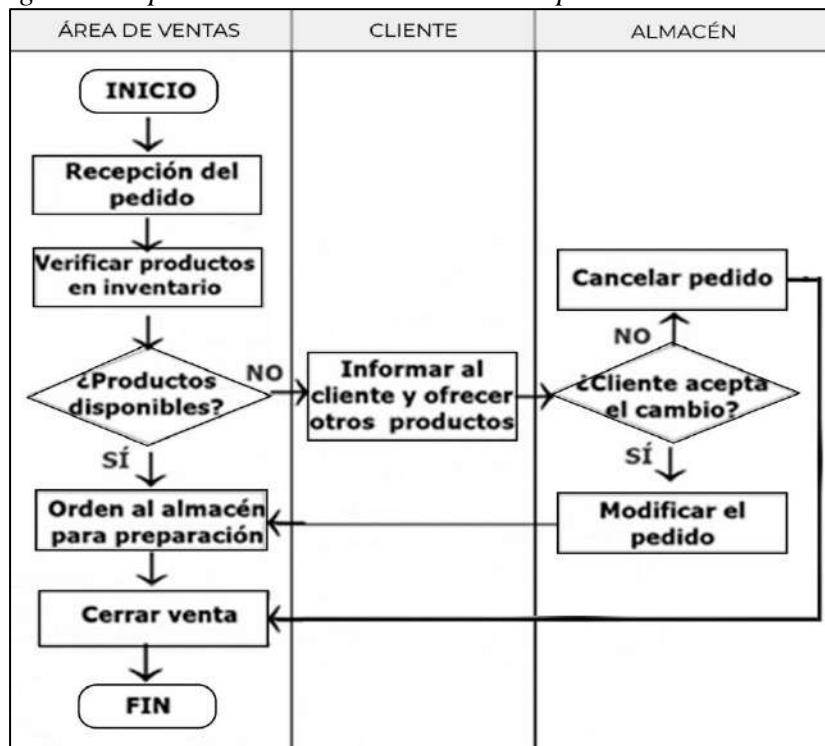 ÁREA DE VENTAS
CLIENTE
ALMACÉN
INICIO
Recepción del
pedido
Verificar productos
en inventario
¿Productos
disponibles?
NO
SÍ
Informar al
cliente y ofrecer
otros productos
¿Cliente acepta
el cambio?
NO
Cancelar pedido
SÍ
Modificar el
pedido
Orden al almacén
para preparación
Cerrar venta
FIN